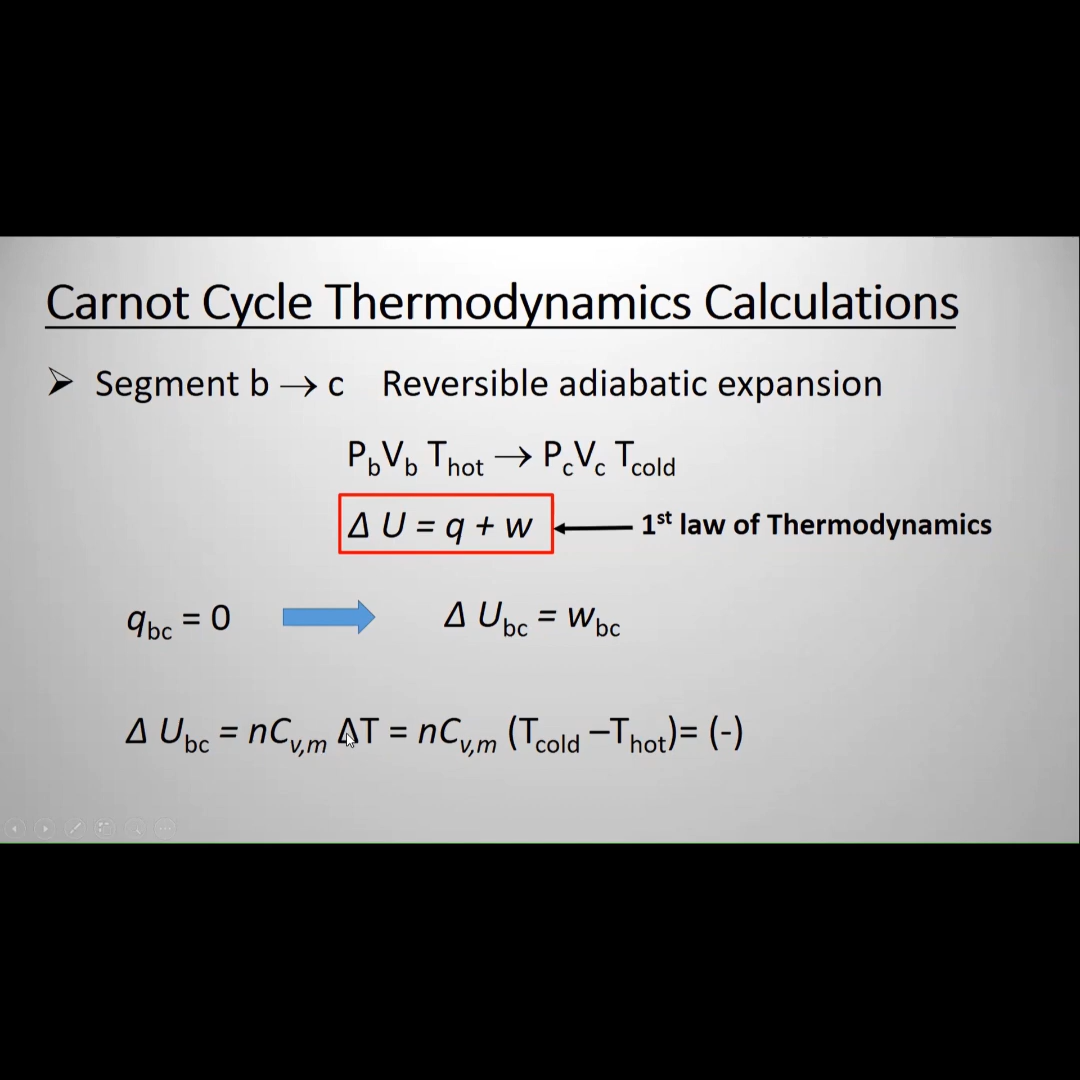 Carnot Cycle Thermodynamics Calculations
➢ Segment b → c Reversible adiabatic expansion
P_bV_b T_hot → P_cV_c T_cold
Δ U = q + w ← 1st law of Thermodynamics
q_bc = 0 Δ U_bc = w_bc
Δ U_bc = nC_v,m ΔT = nC_v,m (T_cold –T_hot)= (-)